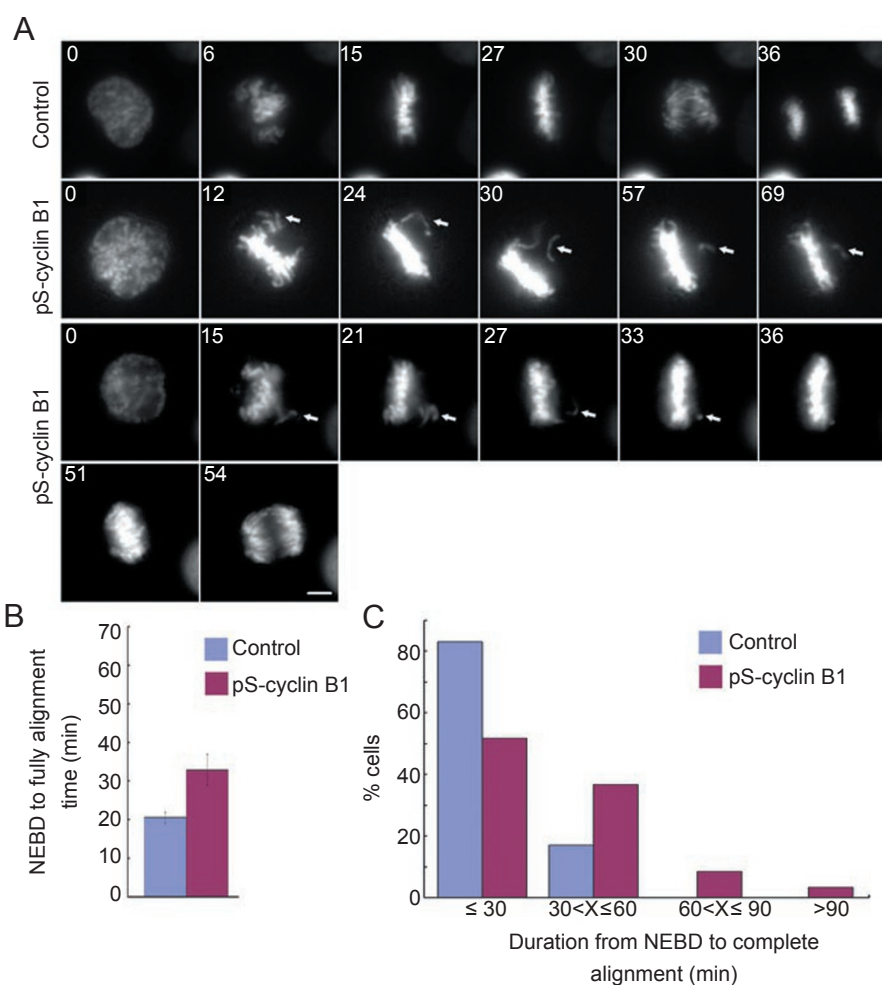 A
Control
0 6 15 27 30 36
pS-cyclin B1
0 12 24 30 57 69
pS-cyclin B1
0 15 21 27 33 36
51 54
B
NEBD to fully alignment
time (min)
70
60
50
40
30
20
10
0
Control
pS-cyclin B1
C
% cells
80
60
40
20
0
Control
pS-cyclin B1
≤ 30 30<X≤60 60<X≤ 90 >90
Duration from NEBD to complete
alignment (min)